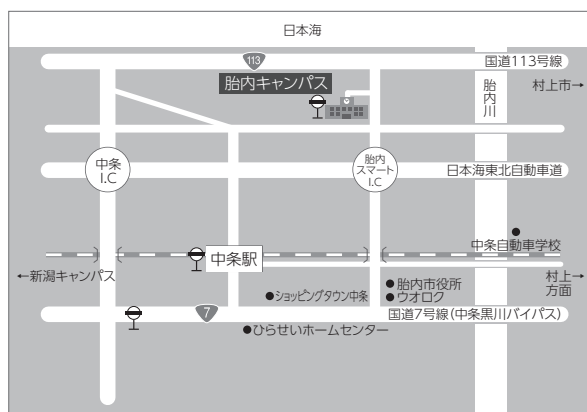 日本海
113
国道113号線
胎内キャンパス
胎内川
村上市→
中条
I.C
胎内
スマート
I.C
日本海東北自動車道
中条自動車学校
中条駅
←新潟キャンパス
村上
方面
●胎内市役所
●ショッピングタウン中条
●ウオロク
7
国道7号線(中条黒川バイパス)
●ひらせいホームセンター